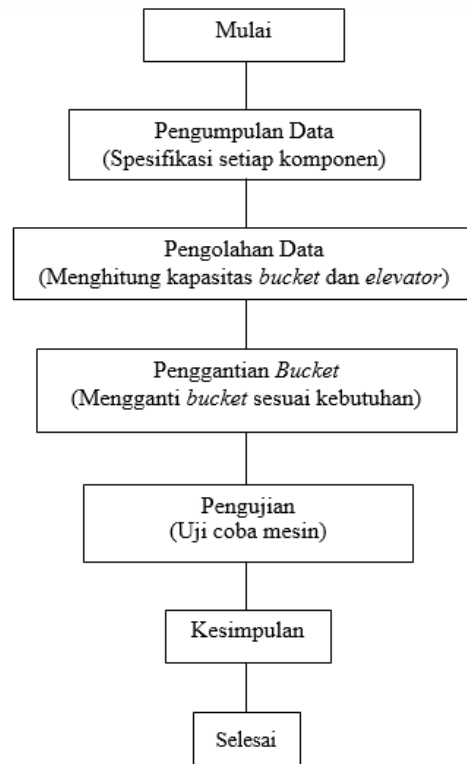 Mulai
Pengumpulan Data
(Spesifikasi setiap komponen)
Pengolahan Data
(Menghitung kapasitas bucket dan elevator)
Penggantian Bucket
(Mengganti bucket sesuai kebutuhan)
Pengujian
(Uji coba mesin)
Kesimpulan
Selesai